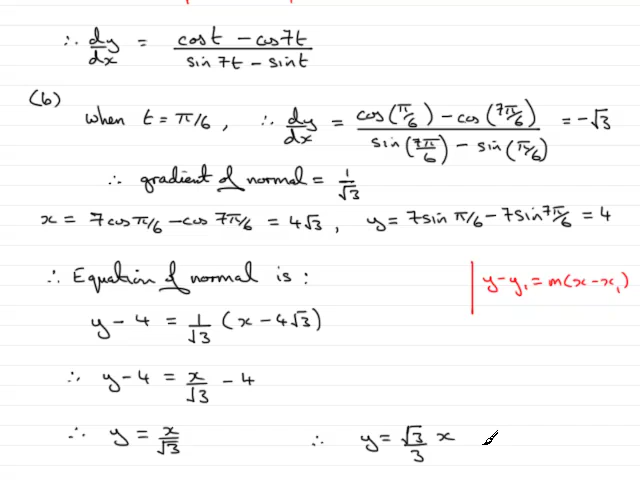 ∴ dy/dx = (cos t − cos 7t)/(sin 7t − sin t)
(b)
when t = π/6, ∴ dy/dx = (cos(π/6) − cos(7π/6))/(sin(7π/6) − sin(π/6)) = −√3
∴ gradient of normal = 1/√3
x = 7cos π/6 − cos 7π/6 = 4√3, y = 7sin π/6 − 7sin 7π/6 = 4
∴ Equation of normal is :
y − y₁ = m(x − x₁)
y − 4 = 1/√3 (x − 4√3)
∴ y − 4 = x/√3 − 4
∴ y = x/√3 ∴ y = √3/3 x